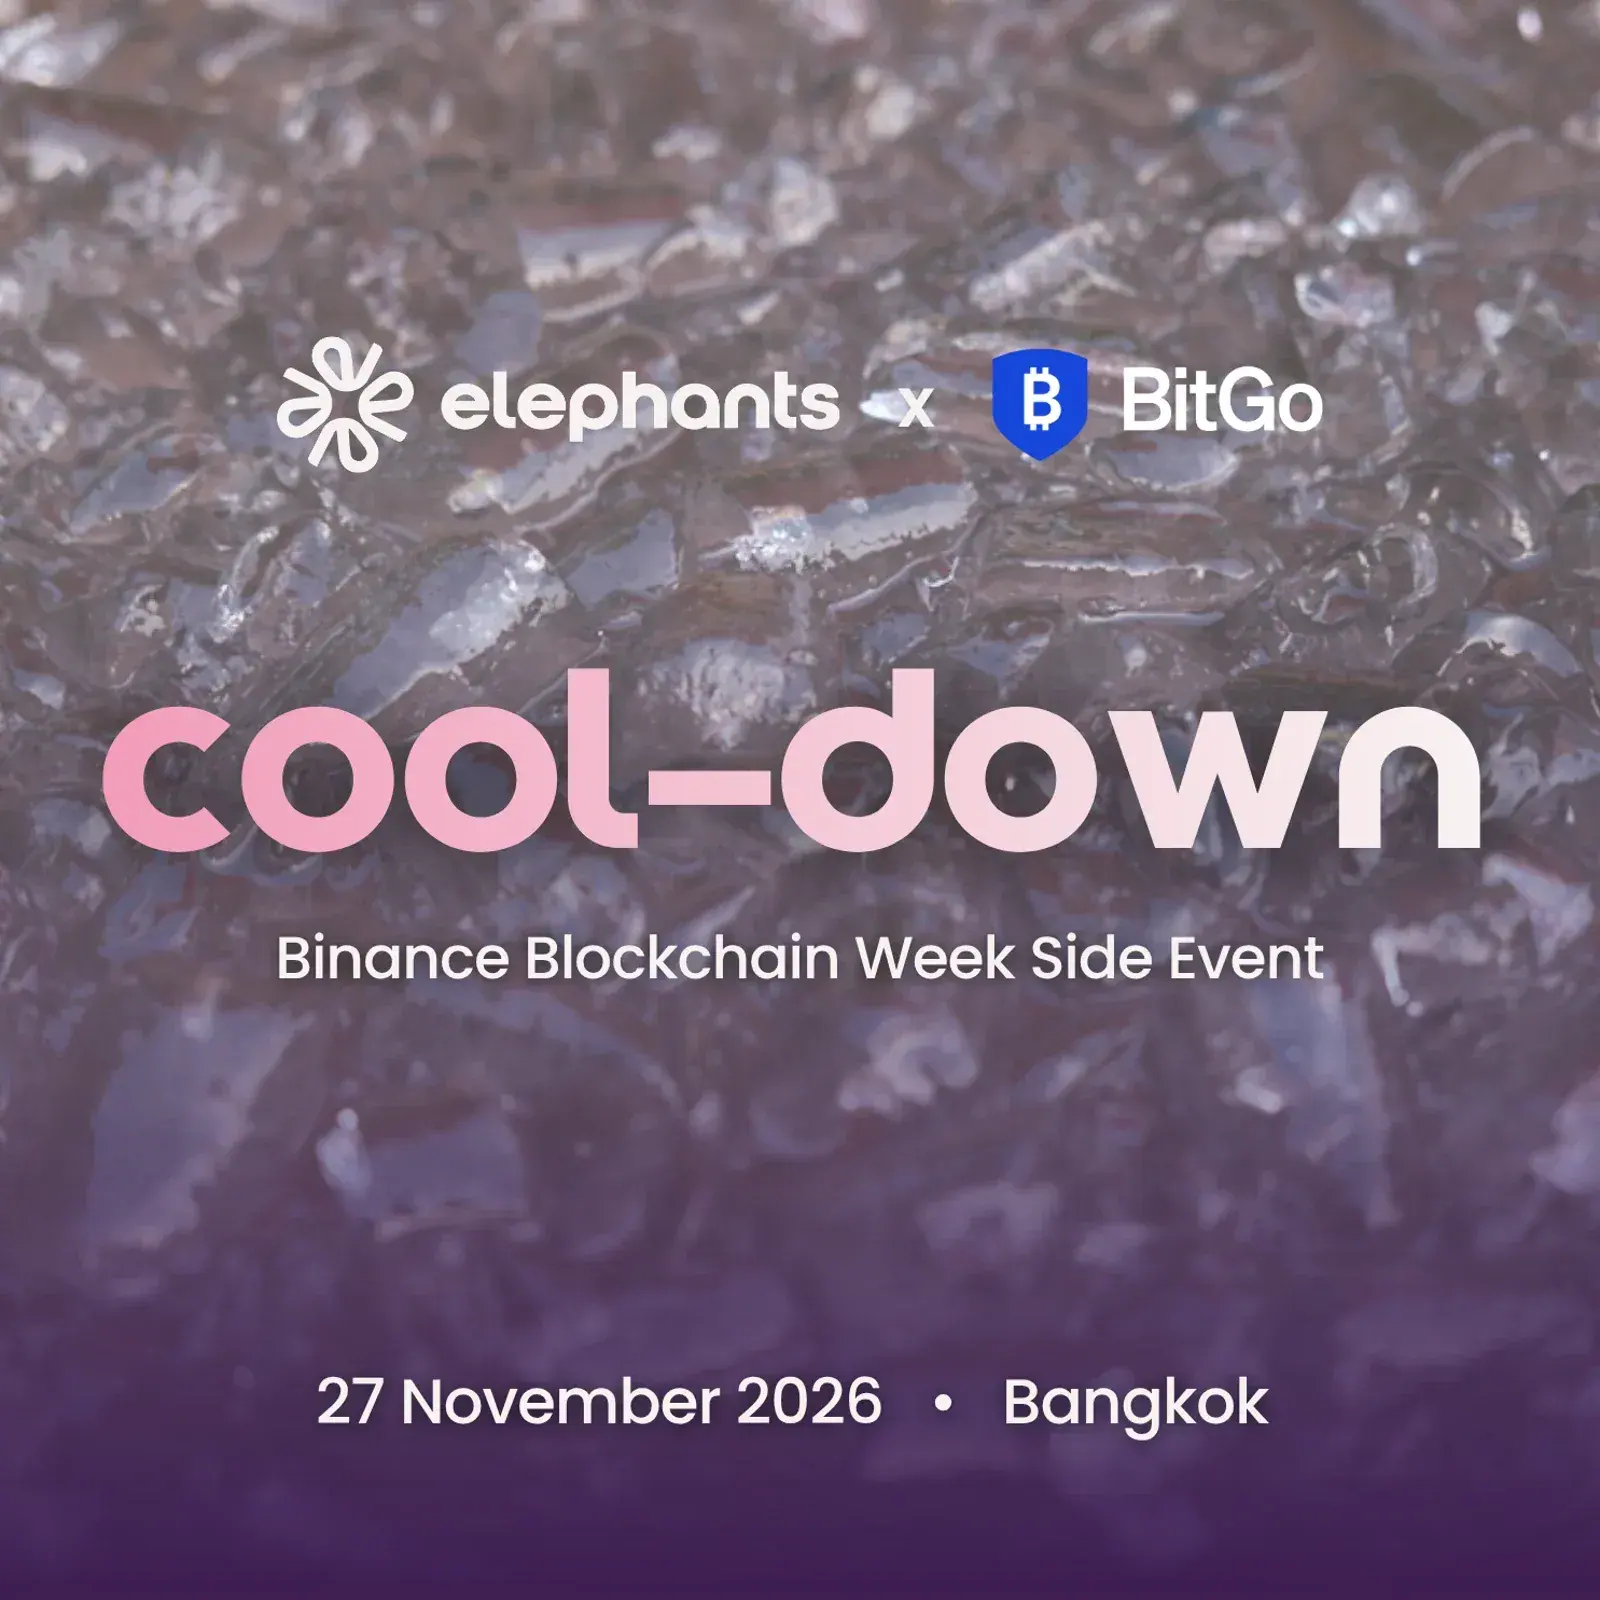 elephants x BitGo
cool-down
Binance Blockchain Week Side Event
27 November 2026 • Bangkok